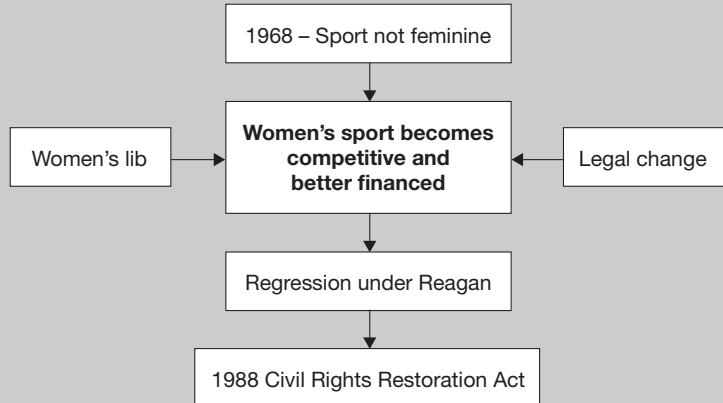 1968 – Sport not feminine
Women's lib
Women's sport becomes
competitive and
better financed
Legal change
Regression under Reagan
1988 Civil Rights Restoration Act